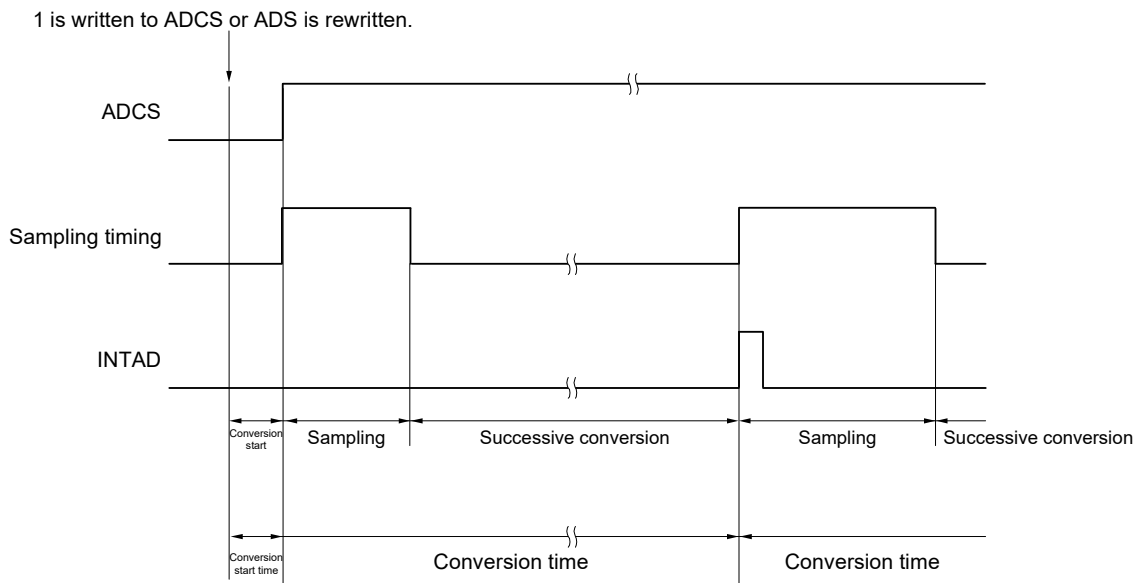 1 is written to ADCS or ADS is rewritten.
ADCS
Sampling timing
INTAD
Conversion
start
Sampling
Successive conversion
Sampling
Successive conversion
Conversion
start time
Conversion time
Conversion time